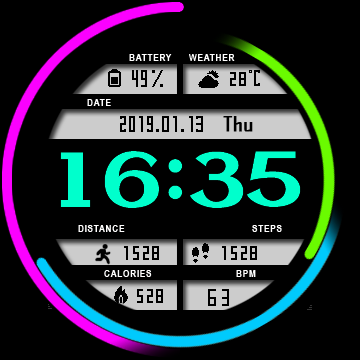 BATTERY WEATHER
49% 28°C
DATE
2019.01.13 Thu
16:35
DISTANCE STEPS
1528 1528
CALORIES BPM
528 63